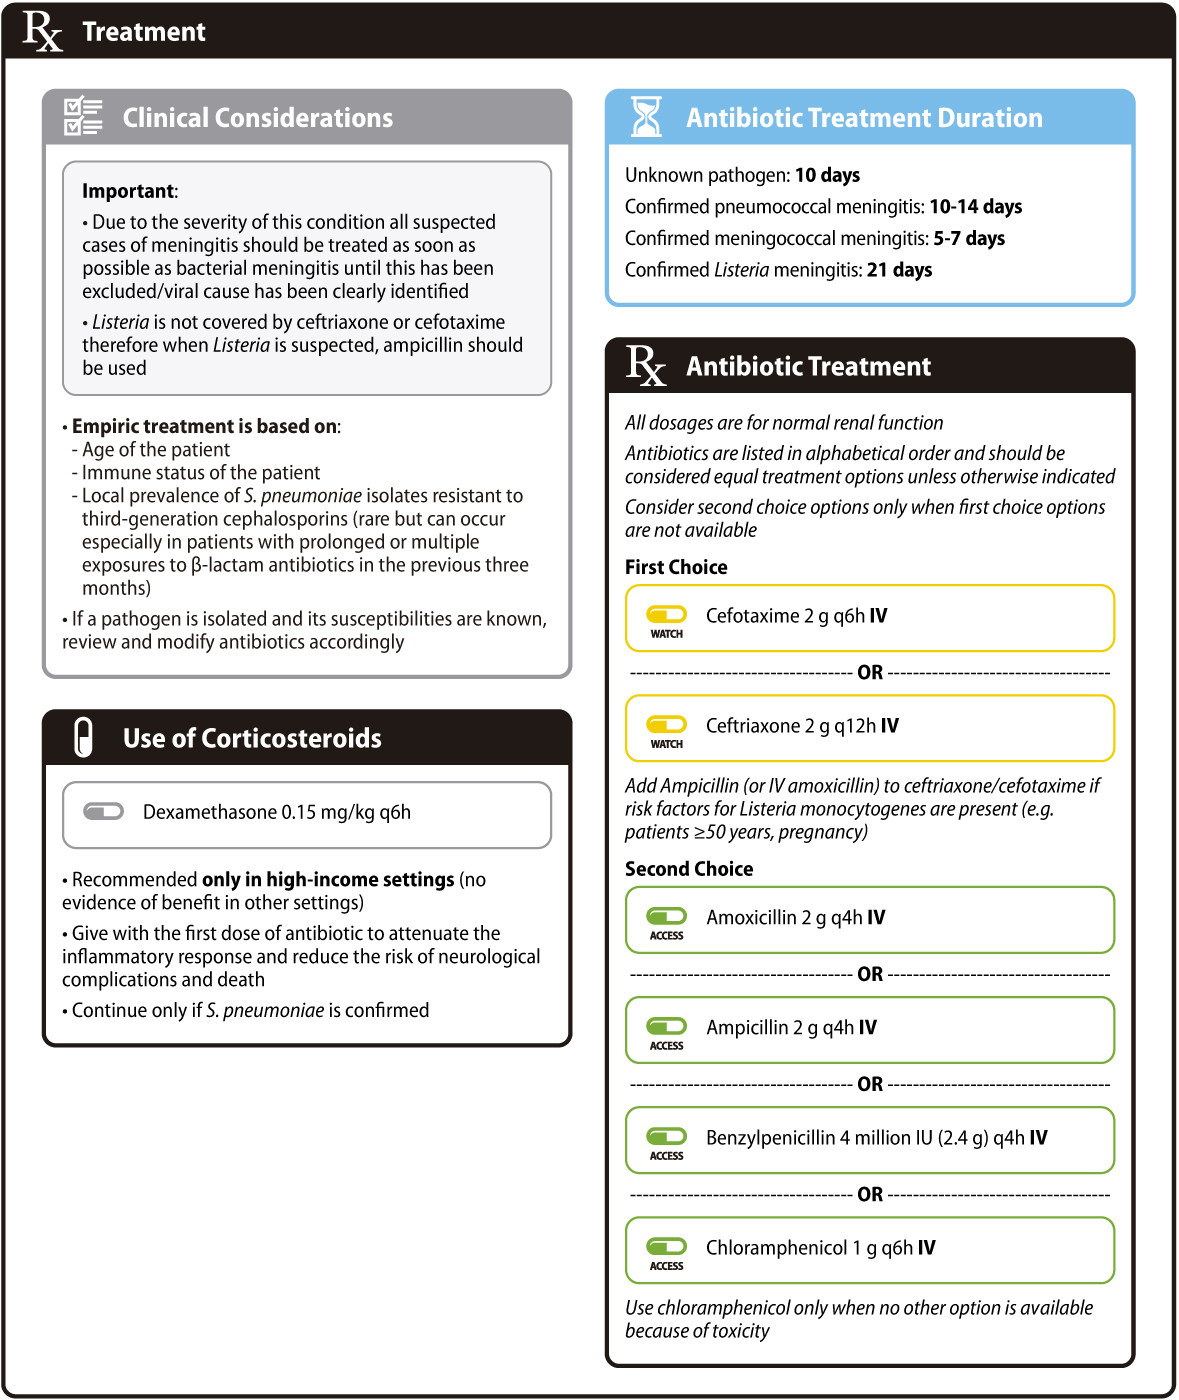 Rx Treatment
Clinical Considerations
Important:
• Due to the severity of this condition all suspected
cases of meningitis should be treated as soon as
possible as bacterial meningitis until this has been
excluded/viral cause has been clearly identified
• Listeria is not covered by ceftriaxone or cefotaxime
therefore when Listeria is suspected, ampicillin should
be used
• Empiric treatment is based on:
- Age of the patient
- Immune status of the patient
- Local prevalence of S. pneumoniae isolates resistant to
third-generation cephalosporins (rare but can occur
especially in patients with prolonged or multiple
exposures to β-lactam antibiotics in the previous three
months)
• If a pathogen is isolated and its susceptibilities are known,
review and modify antibiotics accordingly
Use of Corticosteroids
Dexamethasone 0.15 mg/kg q6h
• Recommended only in high-income settings (no
evidence of benefit in other settings)
• Give with the first dose of antibiotic to attenuate the
inflammatory response and reduce the risk of neurological
complications and death
• Continue only if S. pneumoniae is confirmed
Antibiotic Treatment Duration
Unknown pathogen: 10 days
Confirmed pneumococcal meningitis: 10-14 days
Confirmed meningococcal meningitis: 5-7 days
Confirmed Listeria meningitis: 21 days
Rx Antibiotic Treatment
All dosages are for normal renal function
Antibiotics are listed in alphabetical order and should be
considered equal treatment options unless otherwise indicated
Consider second choice options only when first choice options
are not available
First Choice
Cefotaxime 2 g q6h IV
WATCH
OR
Ceftriaxone 2 g q12h IV
WATCH
Add Ampicillin (or IV amoxicillin) to ceftriaxone/cefotaxime if
risk factors for Listeria monocytogenes are present (e.g.
patients ≥50 years, pregnancy)
Second Choice
Amoxicillin 2 g q4h IV
ACCESS
OR
Ampicillin 2 g q4h IV
ACCESS
OR
Benzylpenicillin 4 million IU (2.4 g) q4h IV
ACCESS
OR
Chloramphenicol 1 g q6h IV
ACCESS
Use chloramphenicol only when no other option is available
because of toxicity